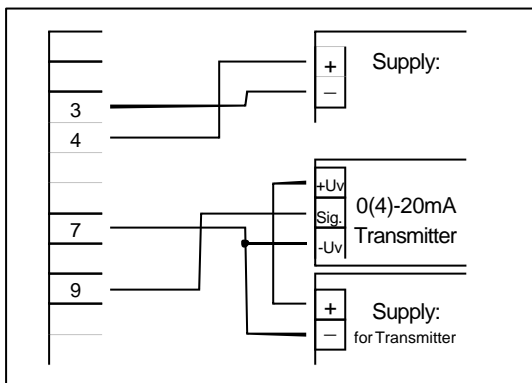 3
4
7
9
+
−
Supply:
+Uv
Sig.
-Uv
0(4)-20mA
Transmitter
+
−
Supply:
for Transmitter